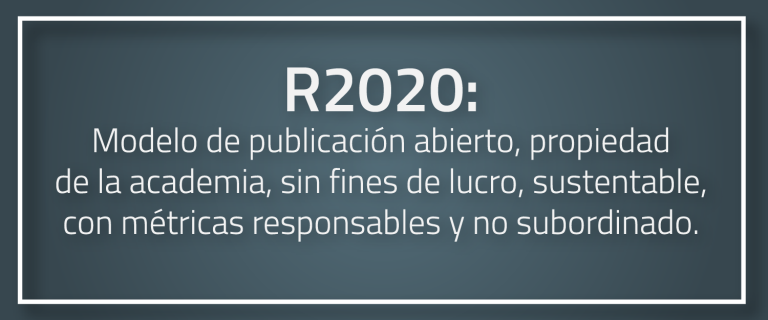 R2020:
Modelo de publicación abierto, propiedad
de la academia, sin fines de lucro, sustentable,
con métricas responsables y no subordinado.